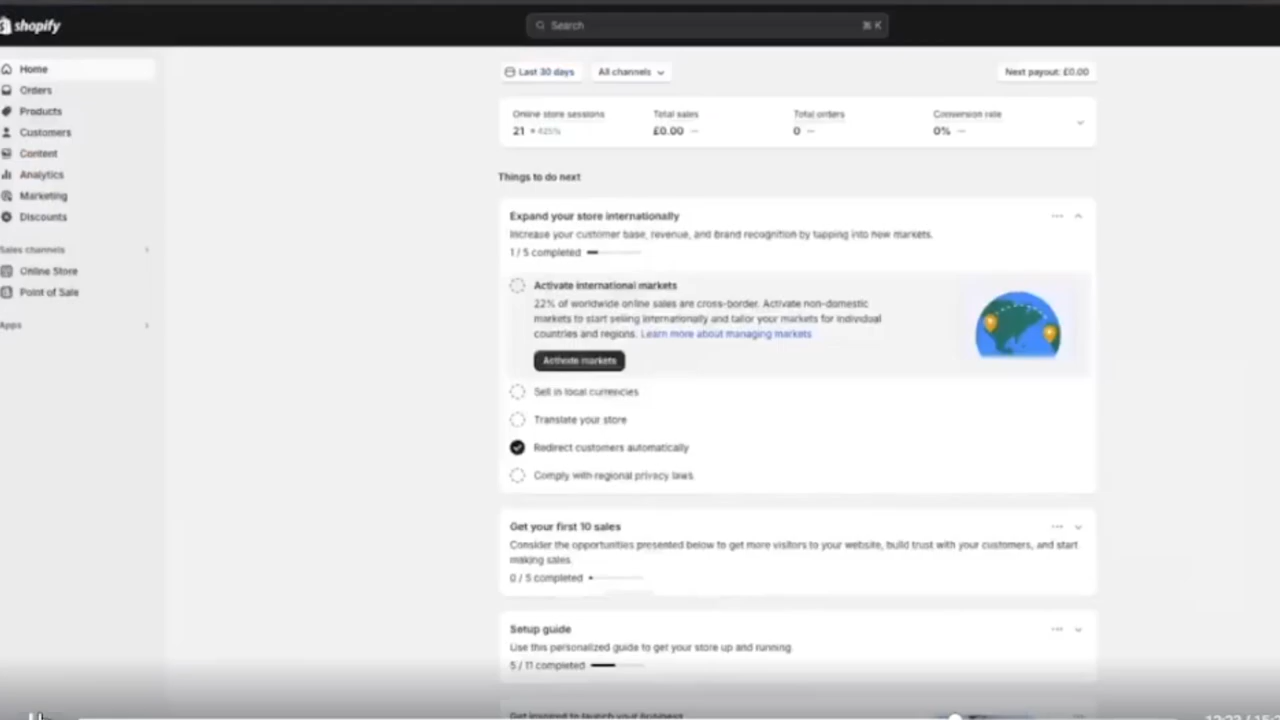 shopify
Search
⌘ K
Home
Orders
Products
Customers
Content
Analytics
Marketing
Discounts
Sales channels
Online Store
Point of Sale
Apps
Last 30 days
All channels
Next payout: £0.00
Online store sessions
21
Total sales
£0.00 —
Total orders
0 —
Conversion rate
0% —
Things to do next
Expand your store internationally
Increase your customer base, revenue, and brand recognition by tapping into new markets.
1 / 5 completed
Activate international markets
22% of worldwide online sales are cross-border. Activate non-domestic
markets to start selling internationally and tailor your markets for individual
countries and regions. Learn more about managing markets
Activate markets
Sell in local currencies
Translate your store
Redirect customers automatically
Comply with regional privacy laws
Get your first 10 sales
Consider the opportunities presented below to get more visitors to your website, build trust with your customers, and start
making sales.
0 / 5 completed
Setup guide
Use this personalized guide to get your store up and running.
5 / 11 completed
Get inspired to launch your business